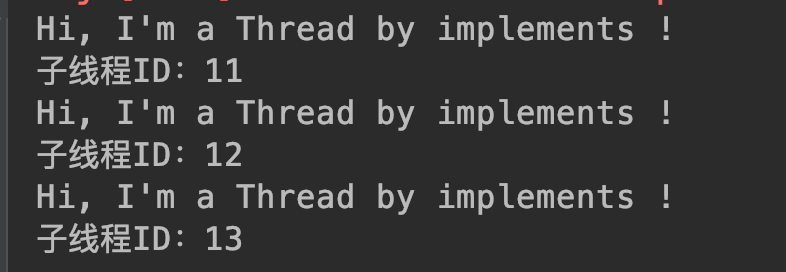 Hi, I'm a Thread by implements !
子线程ID：11
Hi, I'm a Thread by implements !
子线程ID：12
Hi, I'm a Thread by implements !
子线程ID：13